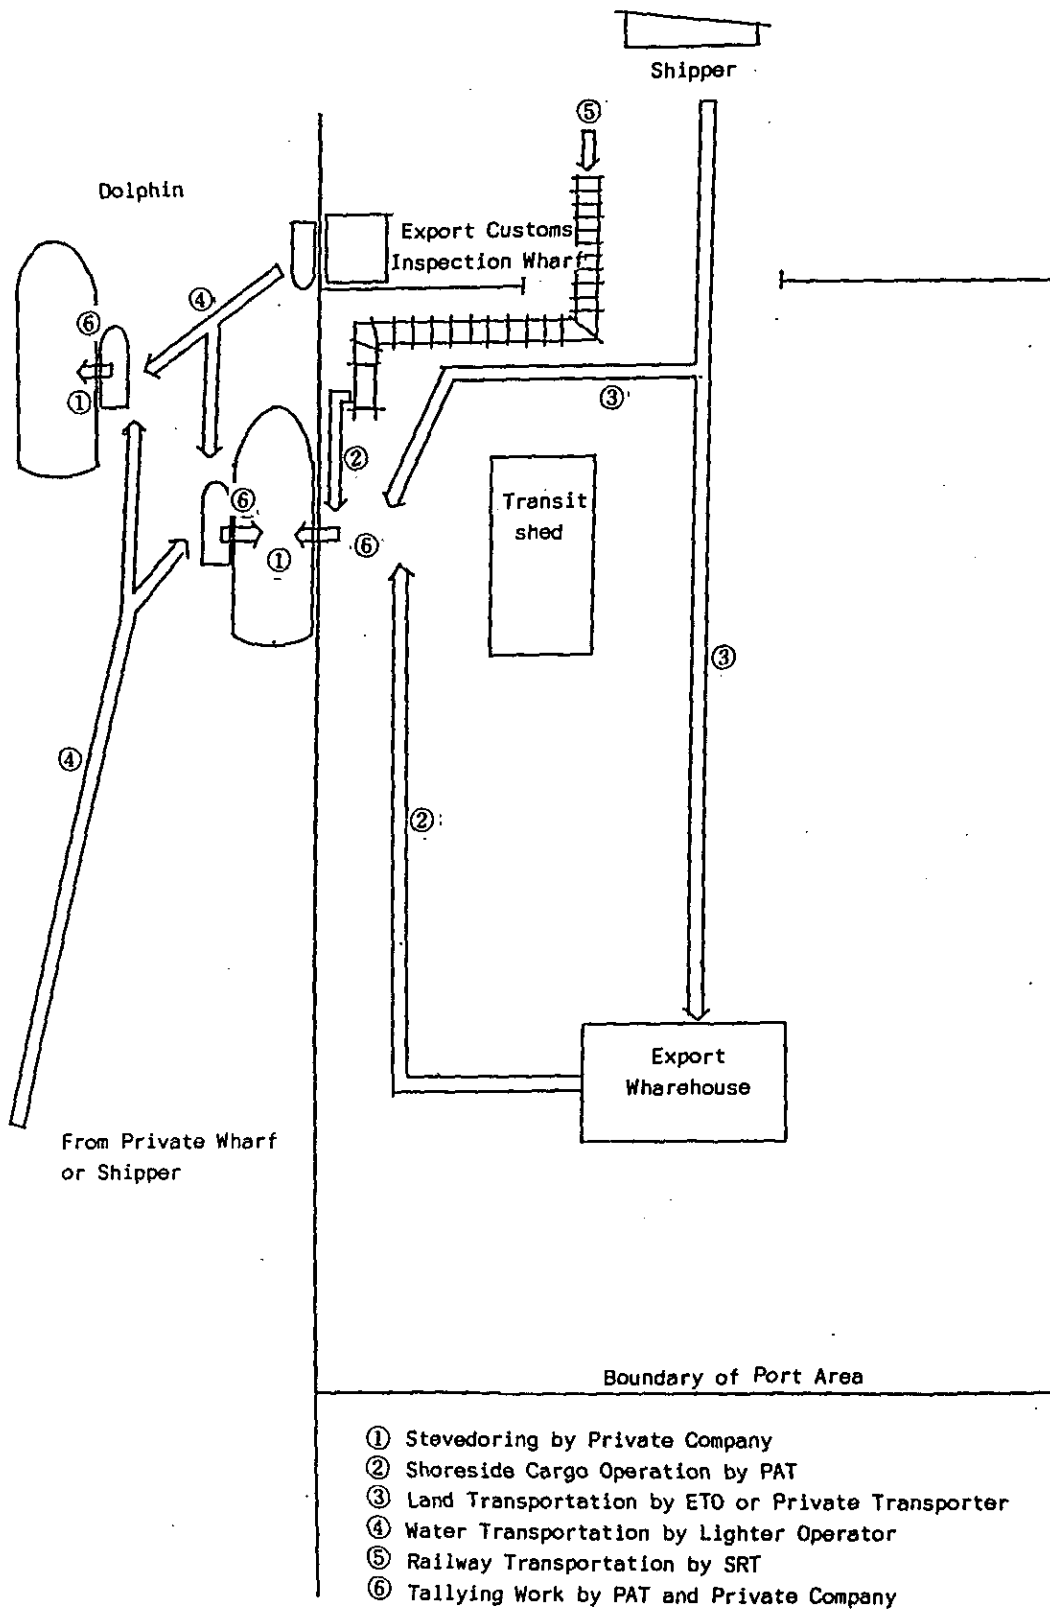 Shipper
⑤
Dolphin
Export Customs
Inspection Wharf
④
⑥
①
③
②
Transit
shed
⑥
①
⑥
③
④
②
Export
Wharehouse
From Private Wharf
or Shipper
Boundary of Port Area
① Stevedoring by Private Company
② Shoreside Cargo Operation by PAT
③ Land Transportation by ETO or Private Transporter
④ Water Transportation by Lighter Operator
⑤ Railway Transportation by SRT
⑥ Tallying Work by PAT and Private Company